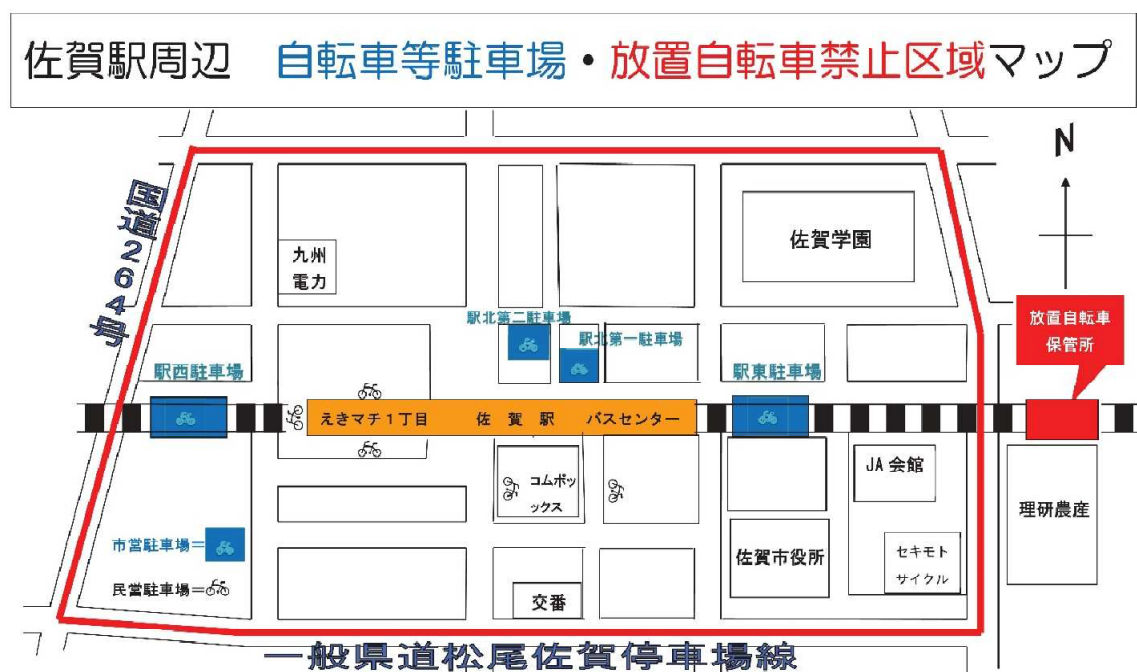 佐賀駅周辺 自転車等駐車場・放置自転車禁止区域マップ
N
国道264号
九州
電力
佐賀学園
放置自転車
保管所
駅北第二駐車場
駅北第一駐車場
駅西駐車場
駅東駐車場
えきマチ1丁目 佐賀駅 バスセンター
コムボッ
ックス
JA会館
理研農産
市営駐車場=
民営駐車場=
佐賀市役所
セキモト
サイクル
交番
一般県道松尾佐賀停車場線